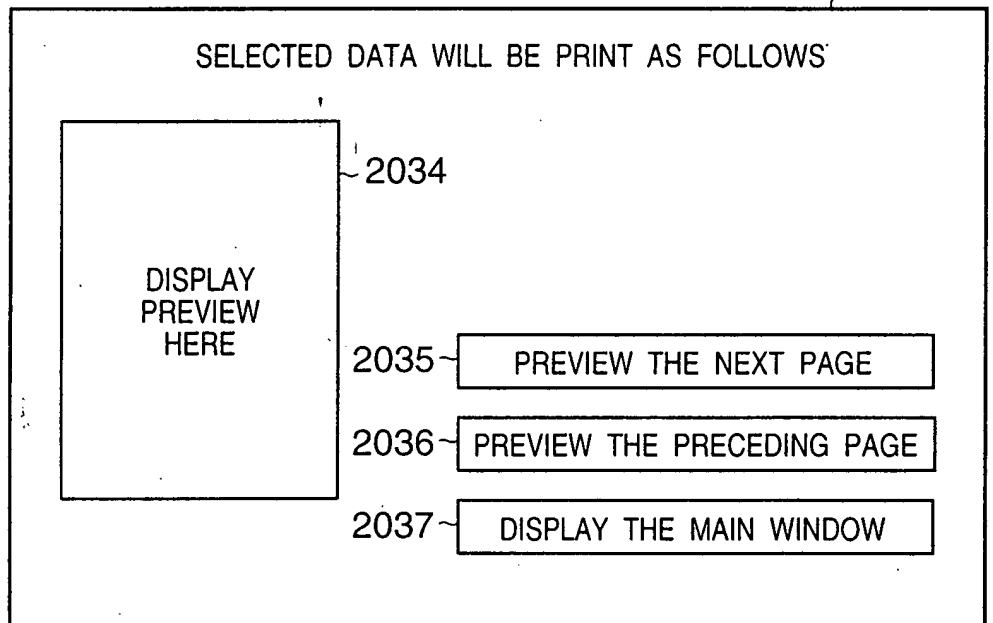 SELECTED DATA WILL BE PRINT AS FOLLOWS
2034
DISPLAY
PREVIEW
HERE
2035
PREVIEW THE NEXT PAGE
2036
PREVIEW THE PRECEDING PAGE
2037
DISPLAY THE MAIN WINDOW